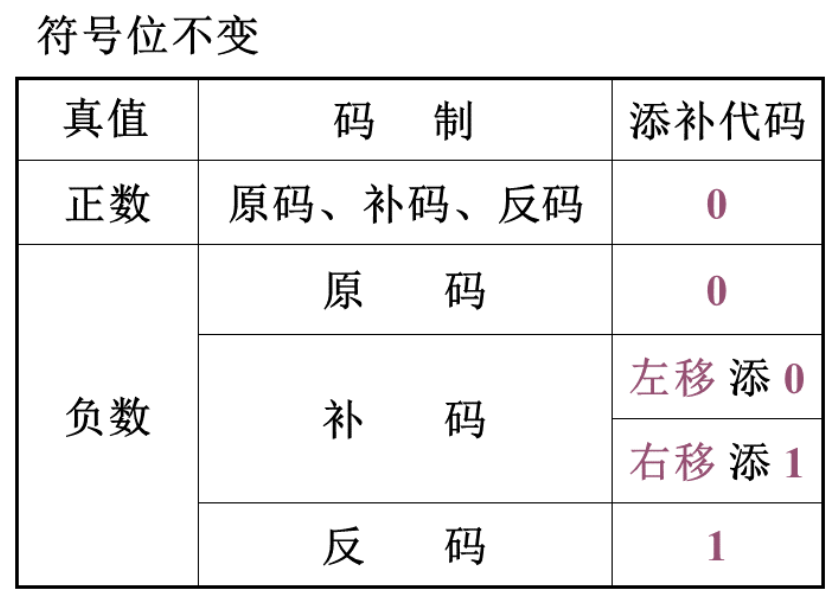 符号位不变
真值 码 制 添补代码
正数 原码、补码、反码 0
原 码 0
左移 添 0
负数 补 码
右移 添 1
反 码 1